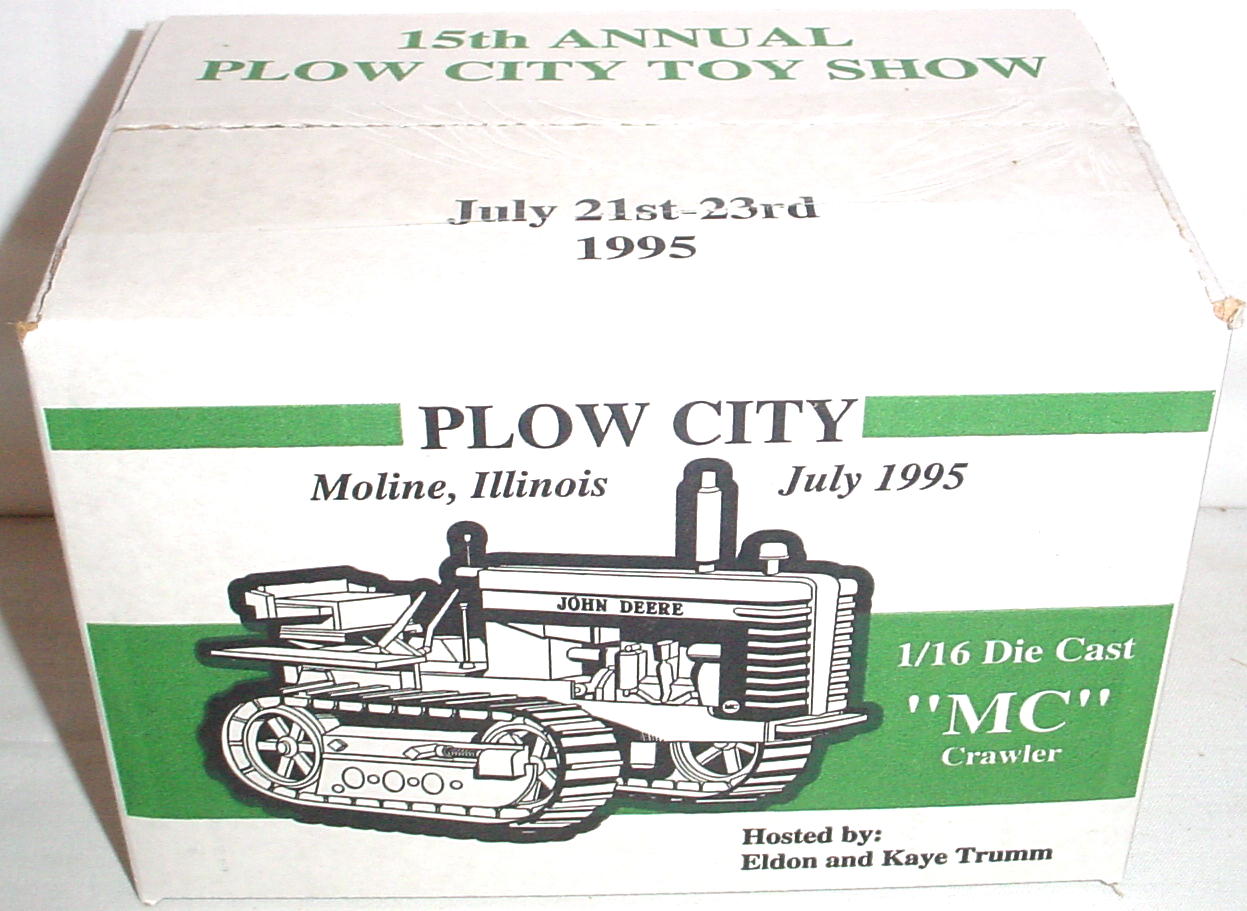 15th ANNUAL
PLOW CITY TOY SHOW
July 21st-23rd
1995
PLOW CITY
Moline, Illinois July 1995
JOHN DEERE
MC
1/16 Die Cast
"MC"
Crawler
Hosted by:
Eldon and Kaye Trumm